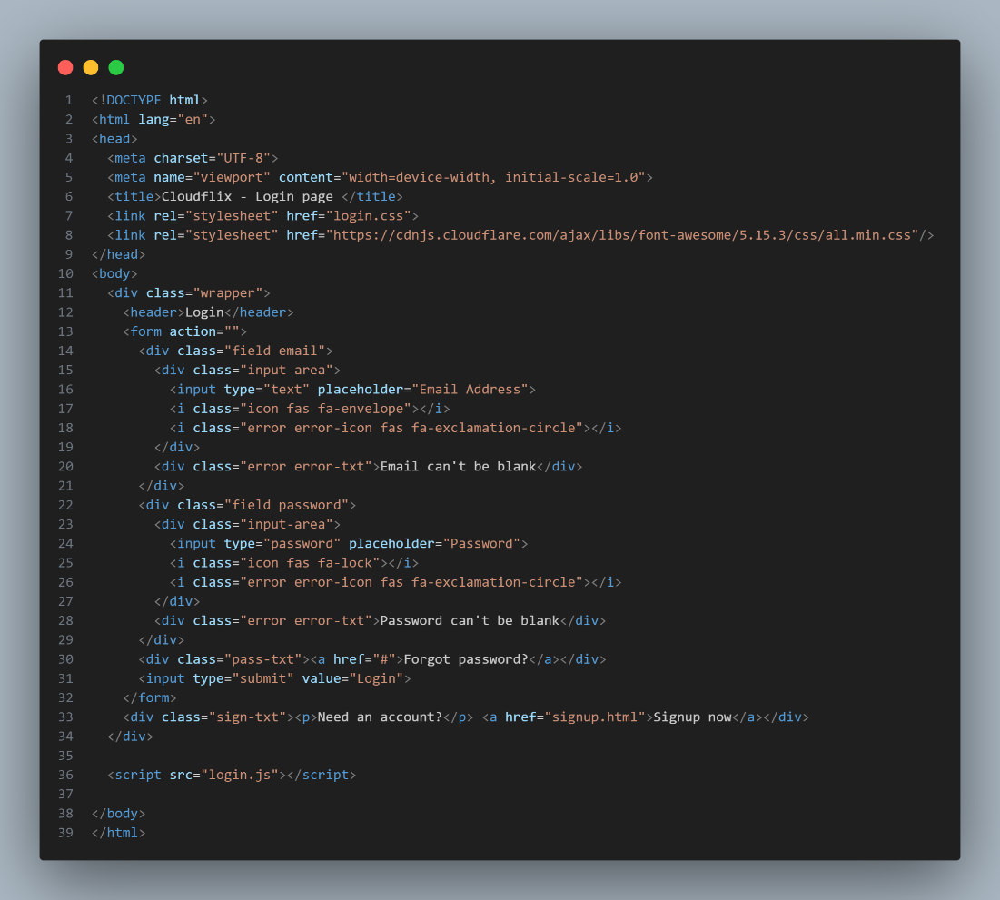 1 <!DOCTYPE html>
2 <html lang="en">
3 <head>
4   <meta charset="UTF-8">
5   <meta name="viewport" content="width=device-width, initial-scale=1.0">
6   <title>Cloudflix - Login page </title>
7   <link rel="stylesheet" href="login.css">
8   <link rel="stylesheet" href="https://cdnjs.cloudflare.com/ajax/libs/font-awesome/5.15.3/css/all.min.css"/>
9 </head>
10 <body>
11   <div class="wrapper">
12     <header>Login</header>
13     <form action="">
14       <div class="field email">
15         <div class="input-area">
16           <input type="text" placeholder="Email Address">
17           <i class="icon fas fa-envelope"></i>
18           <i class="error error-icon fas fa-exclamation-circle"></i>
19         </div>
20         <div class="error error-txt">Email can't be blank</div>
21       </div>
22       <div class="field password">
23         <div class="input-area">
24           <input type="password" placeholder="Password">
25           <i class="icon fas fa-lock"></i>
26           <i class="error error-icon fas fa-exclamation-circle"></i>
27         </div>
28         <div class="error error-txt">Password can't be blank</div>
29       </div>
30       <div class="pass-txt"><a href="#">Forgot password?</a></div>
31       <input type="submit" value="Login">
32     </form>
33     <div class="sign-txt"><p>Need an account?</p> <a href="signup.html">Signup now</a></div>
34   </div>
35
36   <script src="login.js"></script>
37
38 </body>
39 </html>